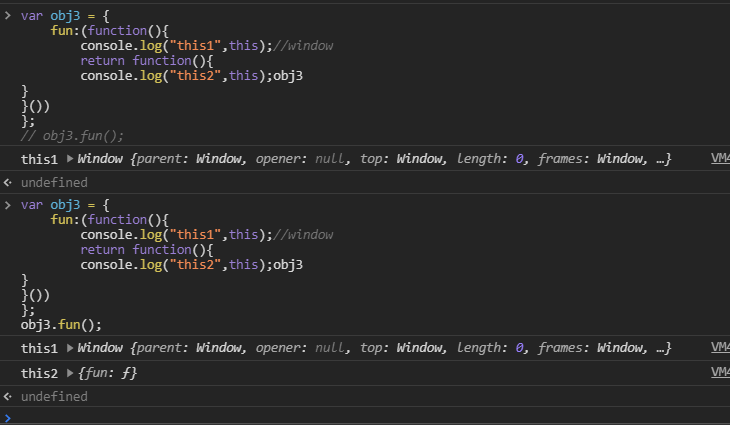 > var obj3 = {
    fun:(function(){
        console.log("this1",this);//window
        return function(){
        console.log("this2",this);obj3
}
}())
};
// obj3.fun();
this1 ▶Window {parent: Window, opener: null, top: Window, length: 0, frames: Window, …} VM4
undefined
> var obj3 = {
    fun:(function(){
        console.log("this1",this);//window
        return function(){
        console.log("this2",this);obj3
}
}())
};
obj3.fun();
this1 ▶Window {parent: Window, opener: null, top: Window, length: 0, frames: Window, …} VM4
this2 ▶{fun: ƒ} VM4
undefined
>